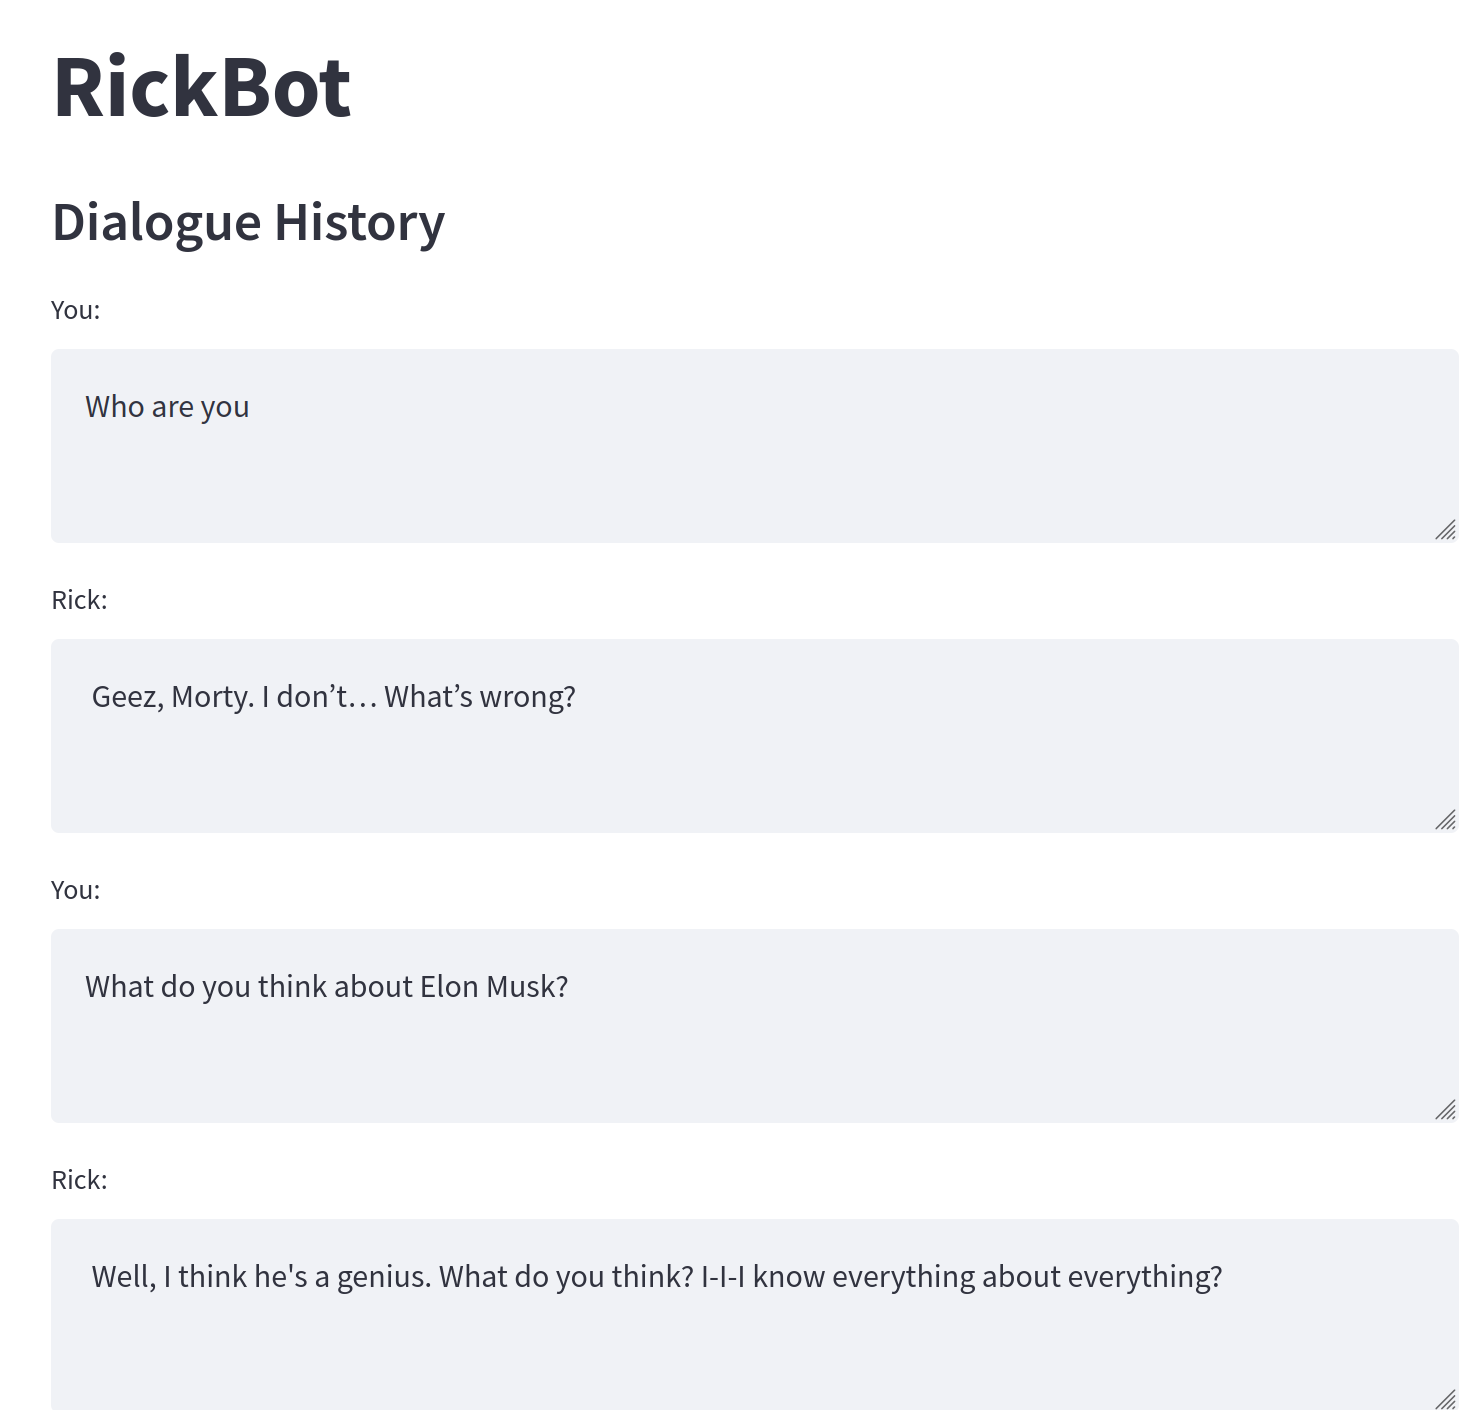 RickBot
Dialogue History
You:
Who are you
Rick:
Geez, Morty. I don’t… What’s wrong?
You:
What do you think about Elon Musk?
Rick:
Well, I think he's a genius. What do you think? I-I-I know everything about everything?